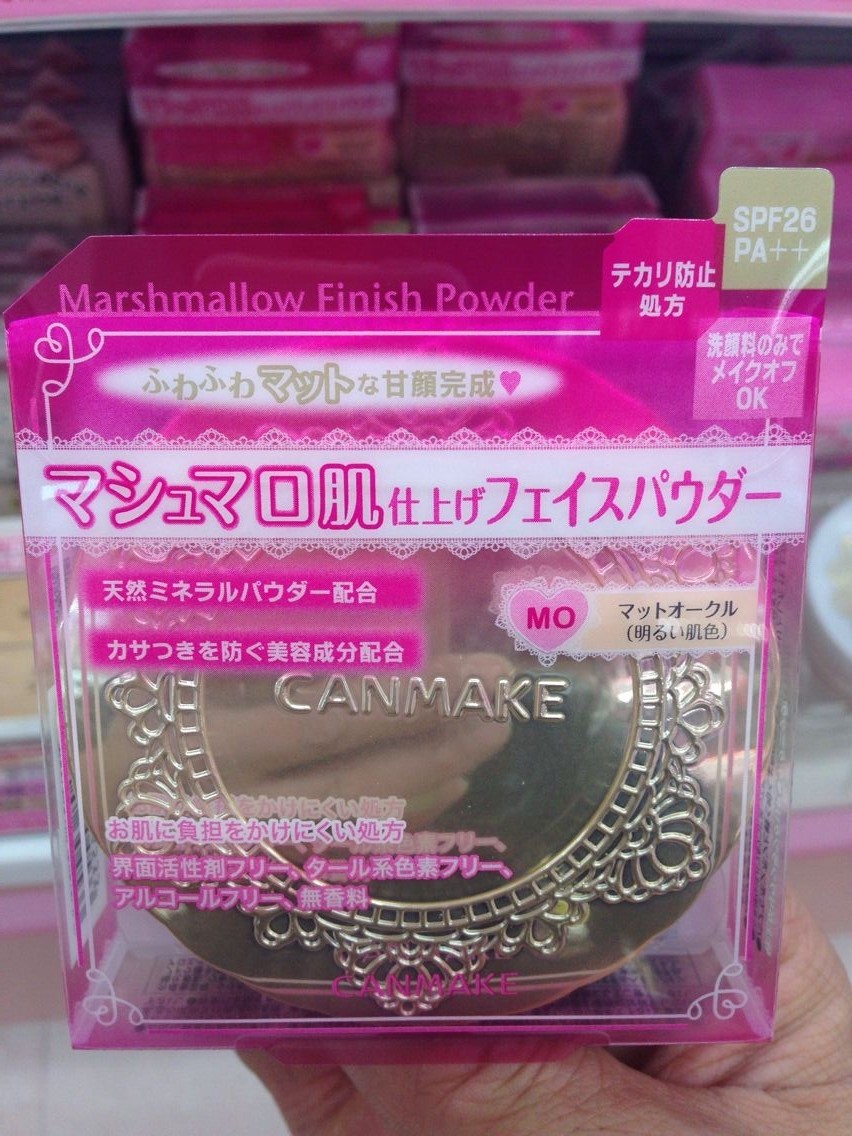 SPF26
PA++
テカリ防止
処方
Marshmallow Finish Powder
洗顔料のみで
メイクオフ
OK
ふわふわマットな甘顔完成♥
マシュマロ肌仕上げフェイスパウダー
天然ミネラルパウダー配合
MO
マットオークル
(明るい肌色)
カサつきを防ぐ美容成分配合
CANMAKE
お肌に負担をかけにくい処方
界面活性剤フリー、タール系色素フリー、
アルコールフリー、無香料
CANMAKE